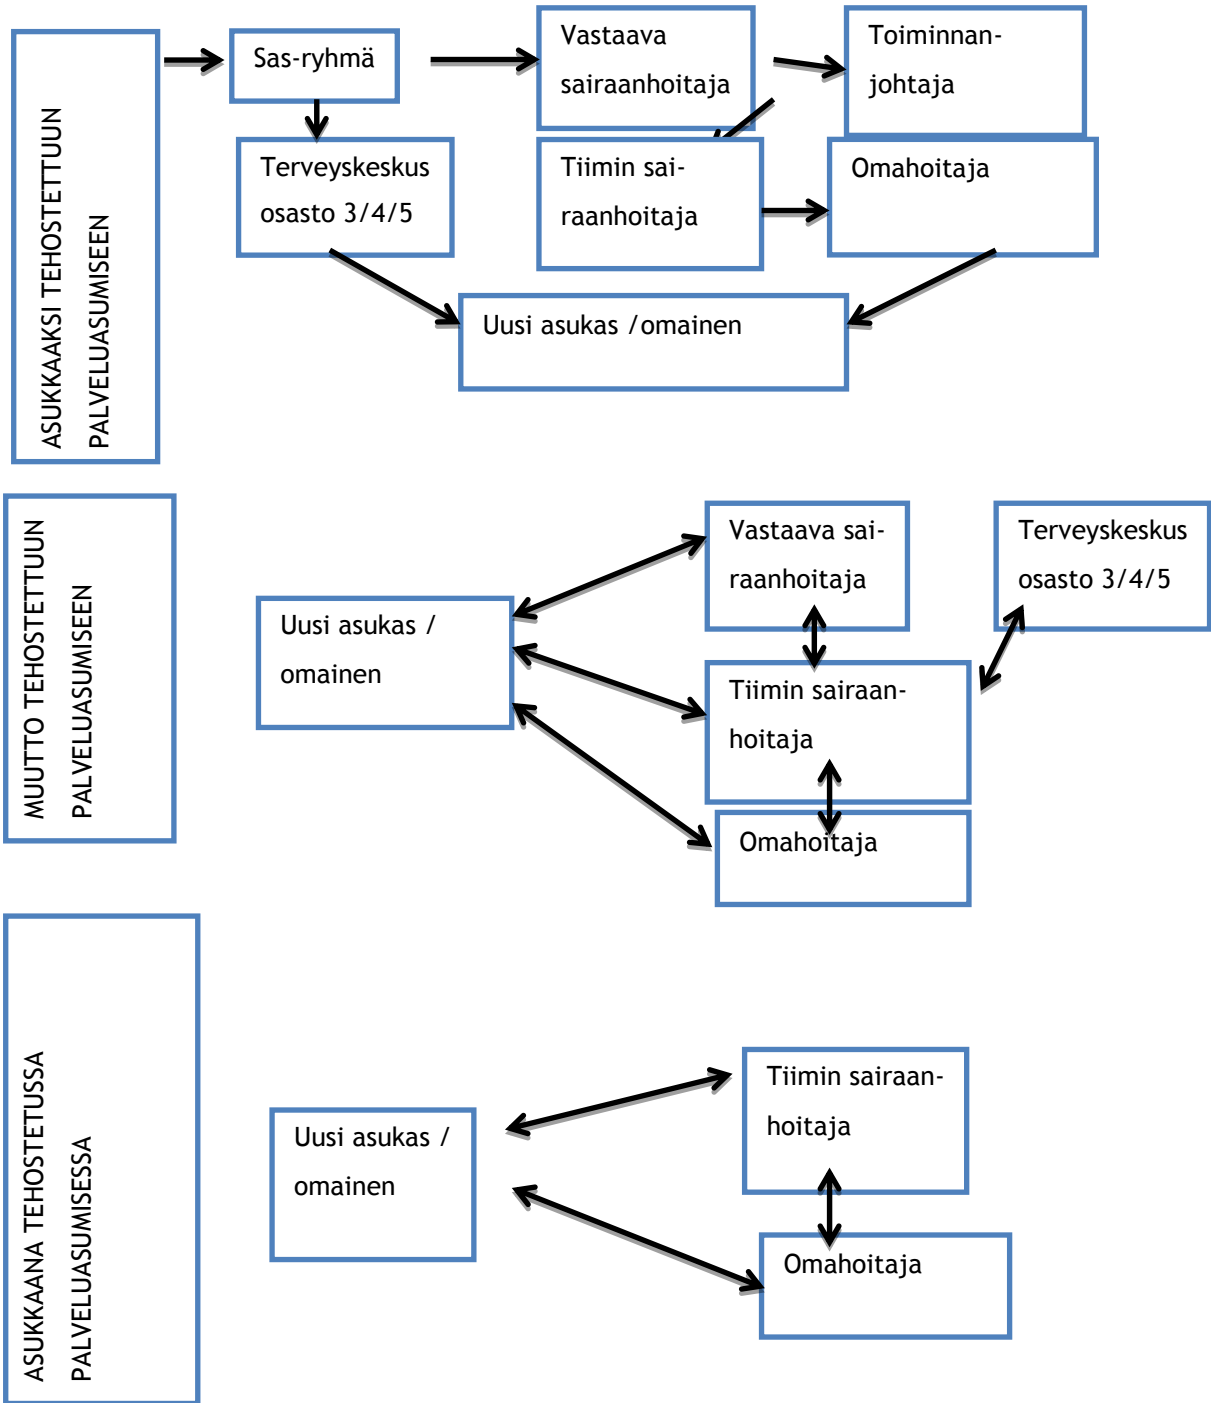 ASUKKAAKSI TEHOSTETTUUN
PALVELUASUMISEEN
Sas-ryhmä
Vastaava
sairaanhoitaja
Toiminnan-
johtaja
Terveyskeskus
osasto 3/4/5
Tiimin sai-
raanhoitaja
Omahoitaja
Uusi asukas /omainen
MUUTTO TEHOSTETTUUN
PALVELUASUMISEEN
Uusi asukas /
omainen
Vastaava sai-
raanhoitaja
Terveyskeskus
osasto 3/4/5
Tiimin sairaan-
hoitaja
Omahoitaja
ASUKKANA TEHOSTETUSSA
PALVELUASUMISESSA
Uusi asukas /
omainen
Tiimin sairaan-
hoitaja
Omahoitaja